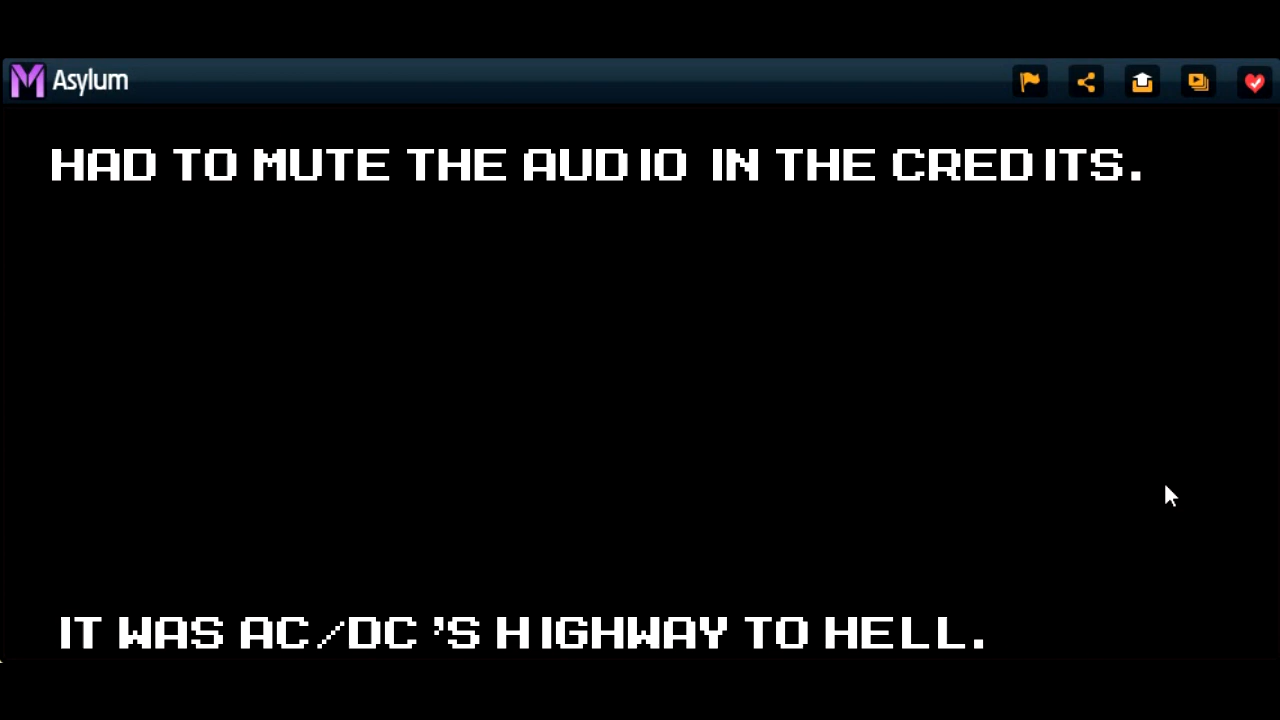 Asylum
HAD TO MUTE THE AUDIO IN THE CREDITS.
IT WAS AC/DC'S HIGHWAY TO HELL.